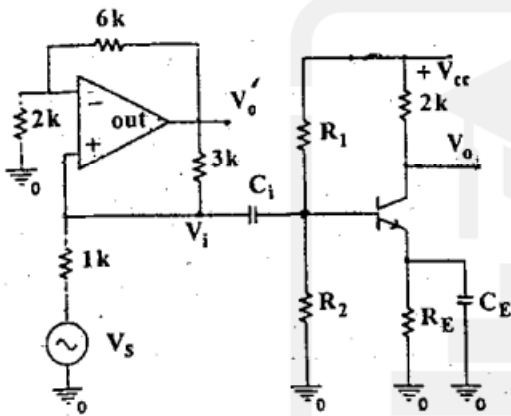 6k
2k
−
+
out
V₀′
3k
Cᵢ
Vᵢ
1k
Vₛ
0
0
R₁
R₂
+ V_cc
2k
V₀
R_E
C_E
0
0
0